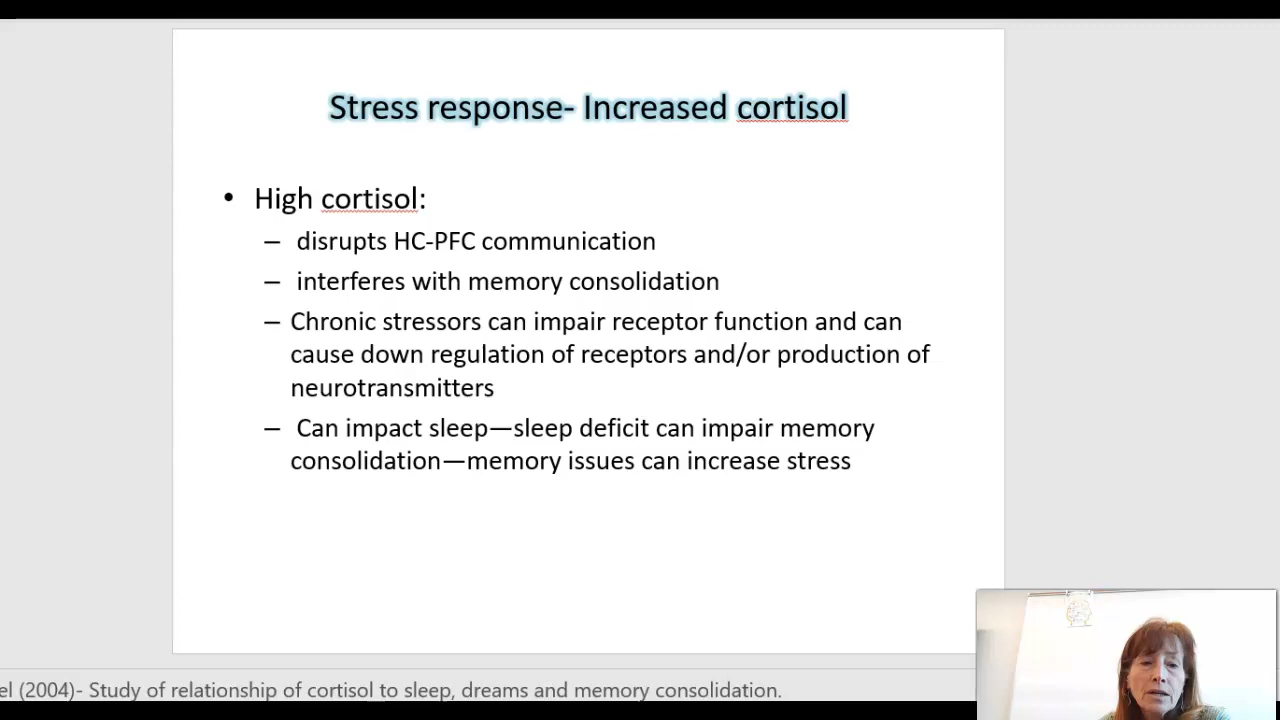 Stress response- Increased cortisol
• High cortisol:
– disrupts HC-PFC communication
– interferes with memory consolidation
– Chronic stressors can impair receptor function and can
cause down regulation of receptors and/or production of
neurotransmitters
– Can impact sleep—sleep deficit can impair memory
consolidation—memory issues can increase stress
el (2004)- Study of relationship of cortisol to sleep, dreams and memory consolidation.